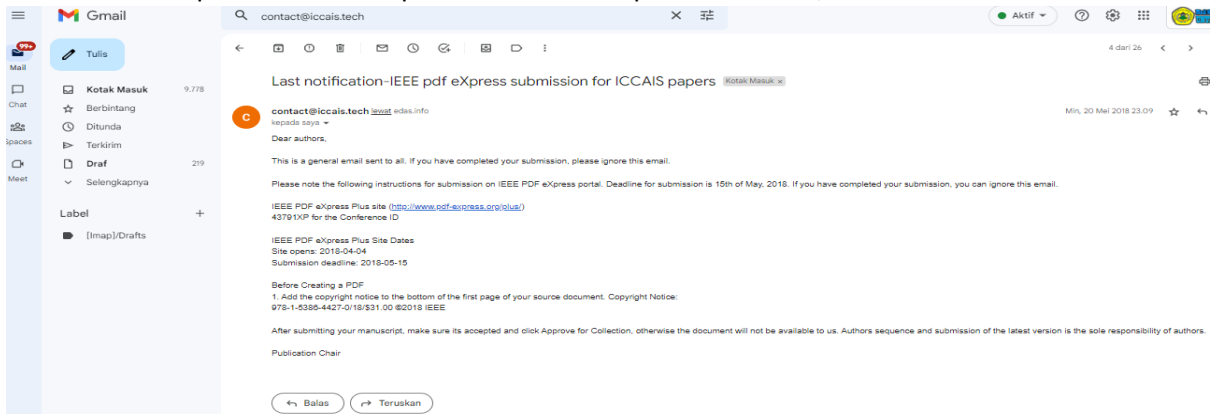 Gmail
contact@iccais.tech
Aktif
99+
Mail
Chat
Spaces
Meet
Tulis
Kotak Masuk 9.778
Berbintang
Ditunda
Terkirim
Draf 219
Selengkapnya
Label +
[Imap]/Drafts
4 dari 26
Last notification-IEEE pdf eXpress submission for ICCAIS papers Kotak Masuk x
C
contact@iccais.tech lewat edas.info
Min, 20 Mei 2018 23.09
kepada saya
Dear authors,
This is a general email sent to all. If you have completed your submission, please ignore this email.
Please note the following instructions for submission on IEEE PDF eXpress portal. Deadline for submission is 15th of May, 2018. If you have completed your submission, you can ignore this email.
IEEE PDF eXpress Plus site (http://www.pdf-express.org/plus/)
43791XP for the Conference ID
IEEE PDF eXpress Plus Site Dates
Site opens: 2018-04-04
Submission deadline: 2018-05-15
Before Creating a PDF
1. Add the copyright notice to the bottom of the first page of your source document. Copyright Notice:
978-1-5386-4427-0/18/$31.00 ©2018 IEEE
After submitting your manuscript, make sure its accepted and click Approve for Collection, otherwise the document will not be available to us. Authors sequence and submission of the latest version is the sole responsibility of authors.
Publication Chair
Balas
Teruskan